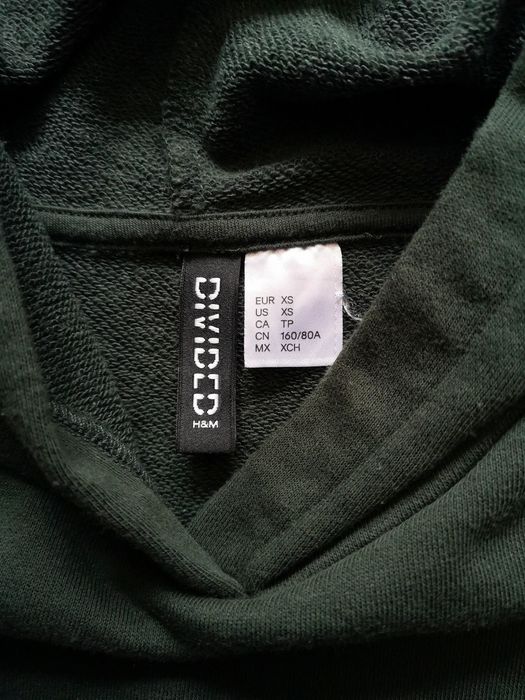 DIVIDED
H&M
EUR XS
US XS
CA TP
CN 160/80A
MX XCH